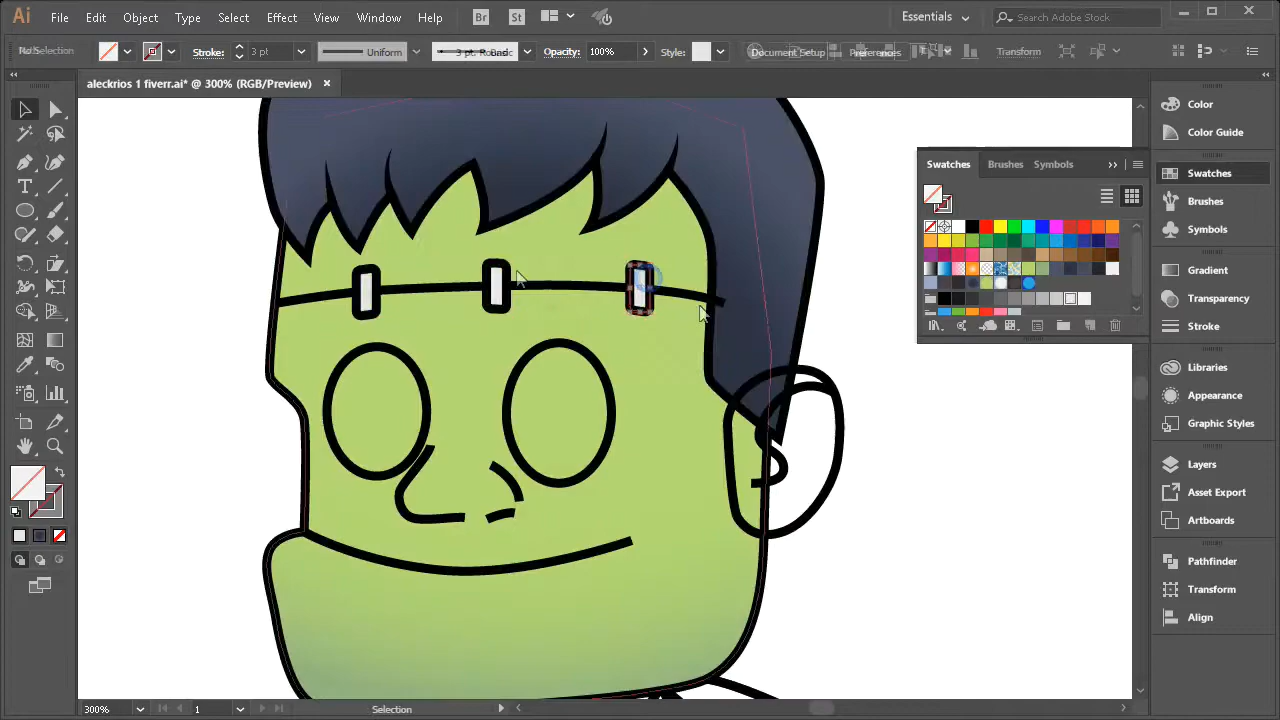 Ai File Edit Object Type Select Effect View Window Help Br St Essentials Search Adobe Stock
Stroke: 3 pt Uniform 3 pt. Round Opacity: 100% Style: Document Setup Preferences Transform
aleckrios 1 fiverr.ai* @ 300% (RGB/Preview)
Color
Color Guide
Swatches Brushes Symbols
Swatches
Brushes
Symbols
Gradient
Transparency
Stroke
Libraries
Appearance
Graphic Styles
Layers
Asset Export
Artboards
Pathfinder
Transform
Align
300% 1 Selection